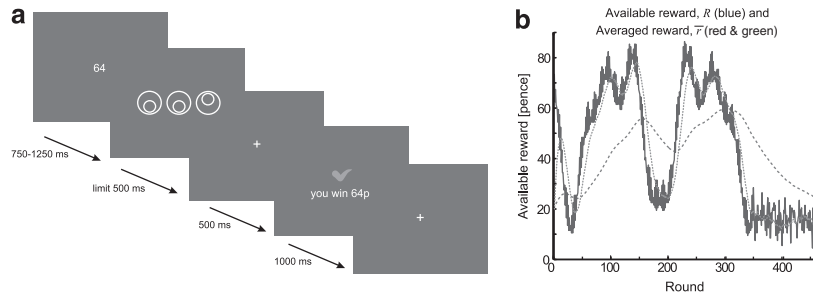 a
64
750-1250 ms
limit 500 ms
+
500 ms
you win 64p
1000 ms
+
b
Available reward, R (blue) and
Averaged reward, r̅ (red & green)
Available reward [pence]
80
60
40
20
0
0 100 200 300 400
Round